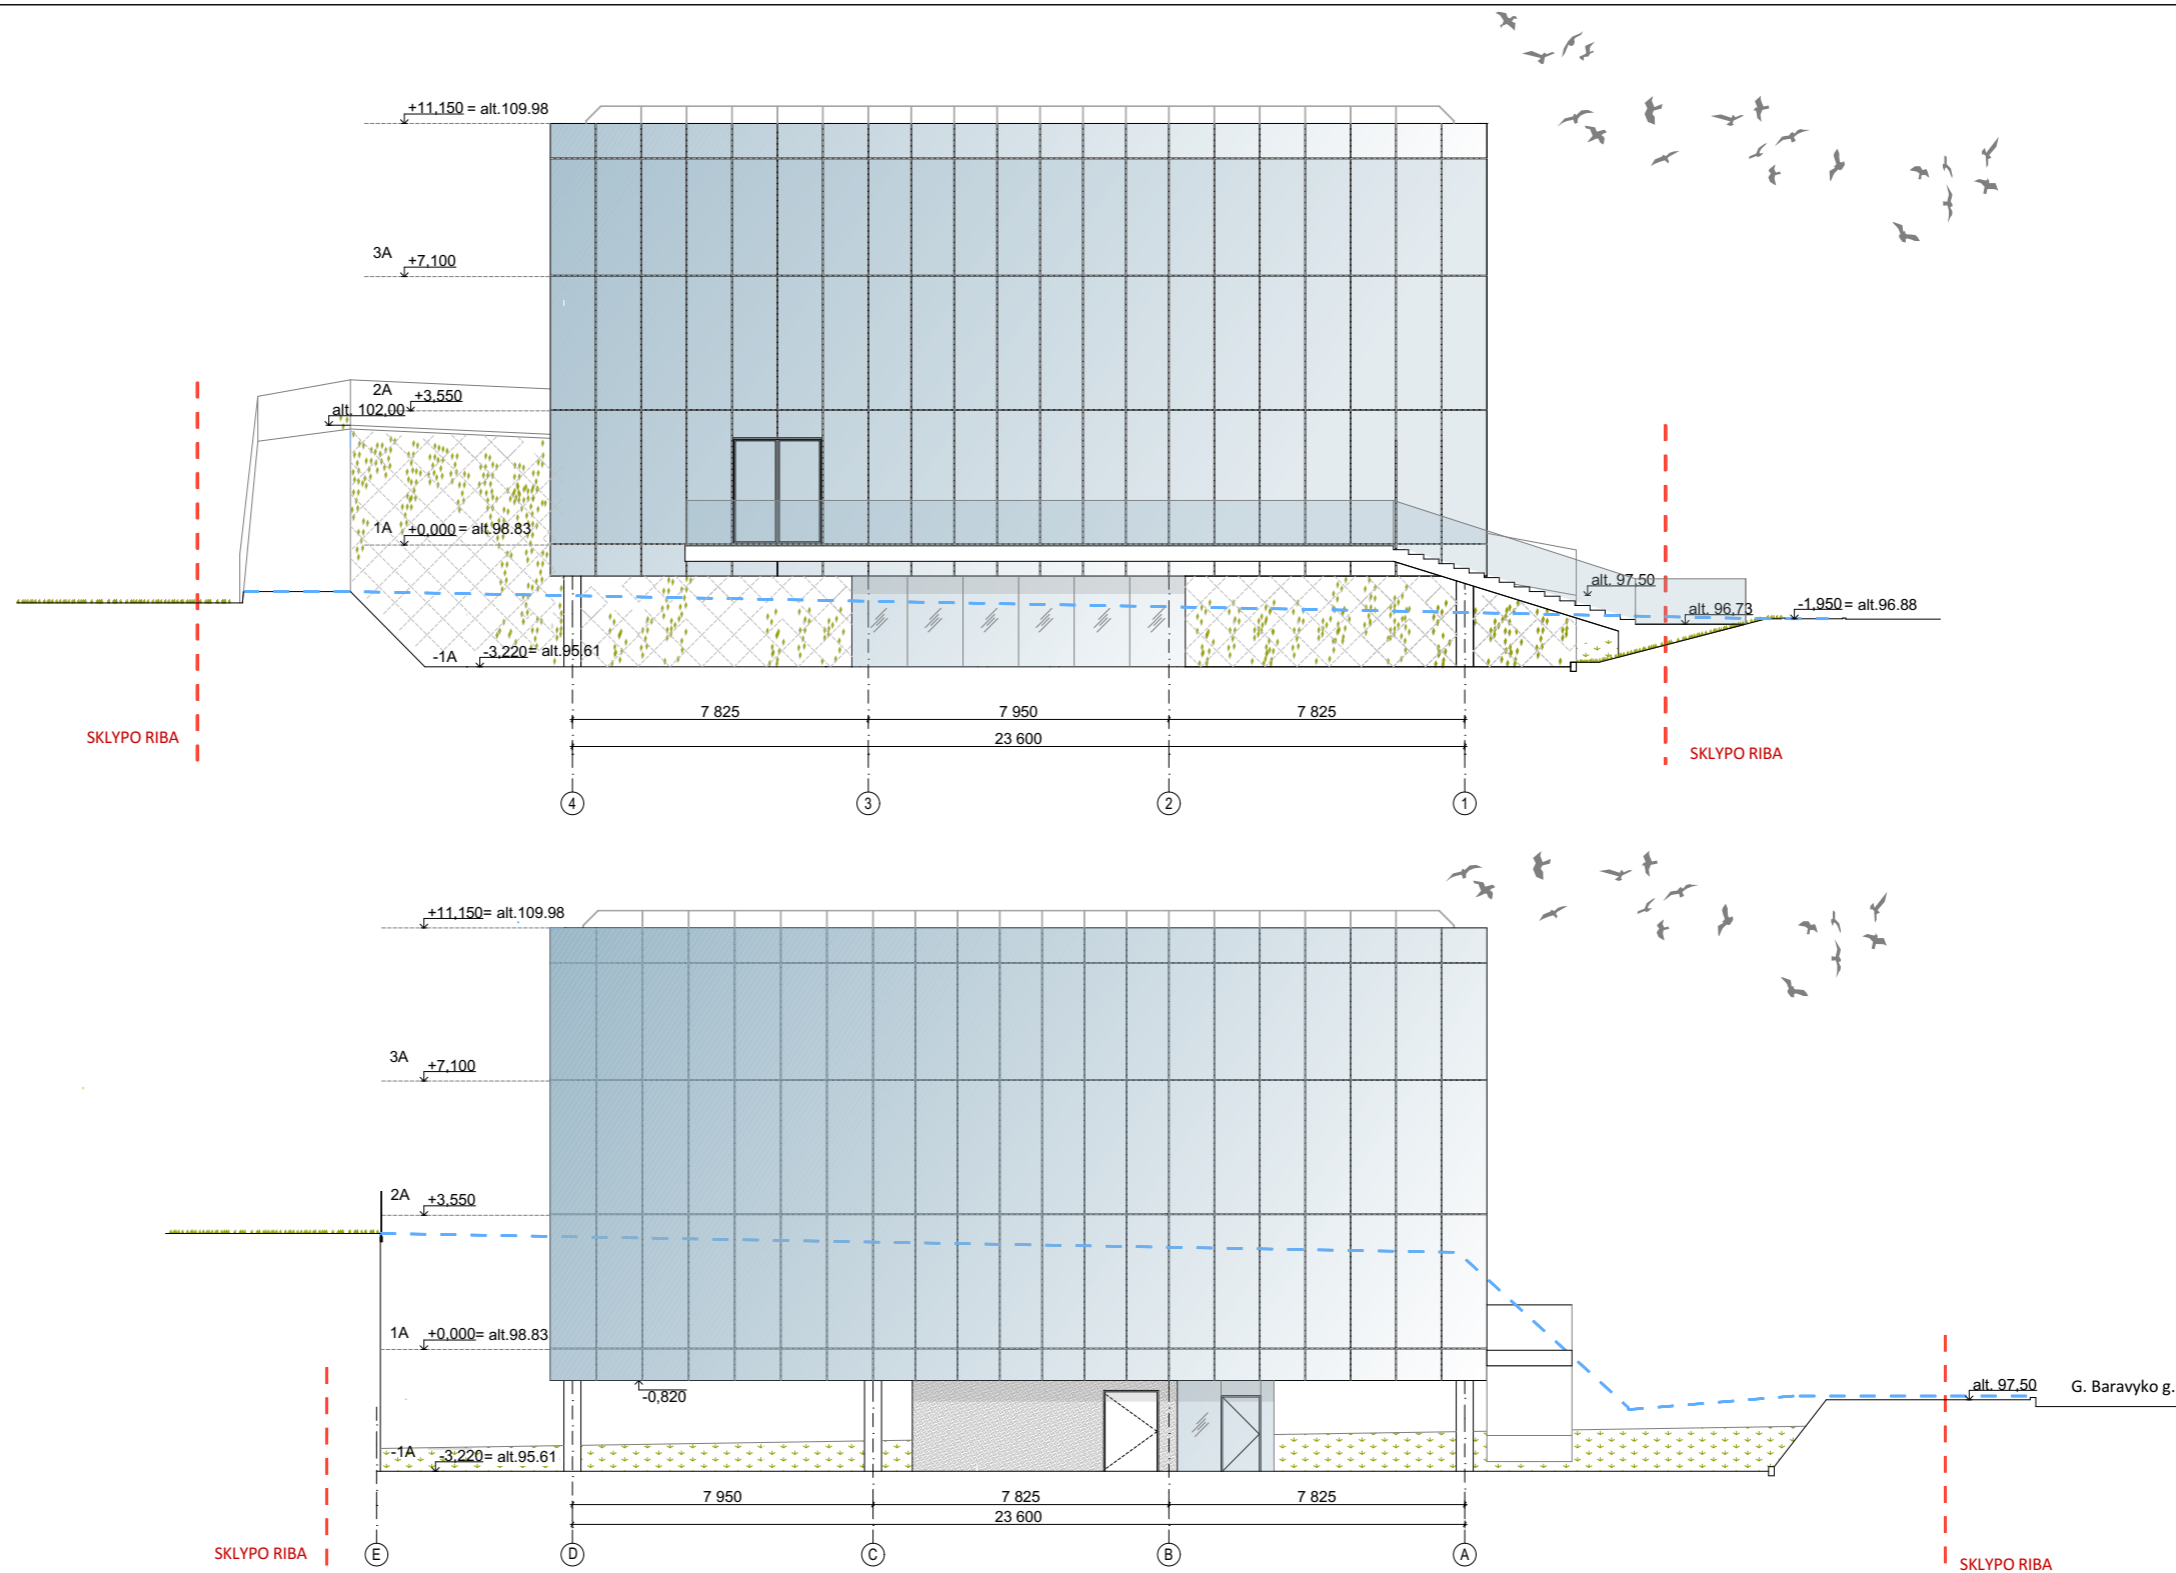 +11,150 = alt.109.98
3A +7,100
2A +3,550
alt. 102,00
1A +0,000 = alt.98.83
alt. 97,50
alt. 96,73
-1,950 = alt.96.88
-1A -3,220= alt.95.61
7 825 7 950 7 825
23 600
SKLYPO RIBA
SKLYPO RIBA
4 3 2 1
+11,150= alt.109.98
3A +7,100
2A +3,550
1A +0,000= alt.98.83
-0,820
alt. 97,50
G. Baravyko g.
-1A -3,220= alt.95.61
7 950 7 825 7 825
23 600
SKLYPO RIBA
E D C B A
SKLYPO RIBA